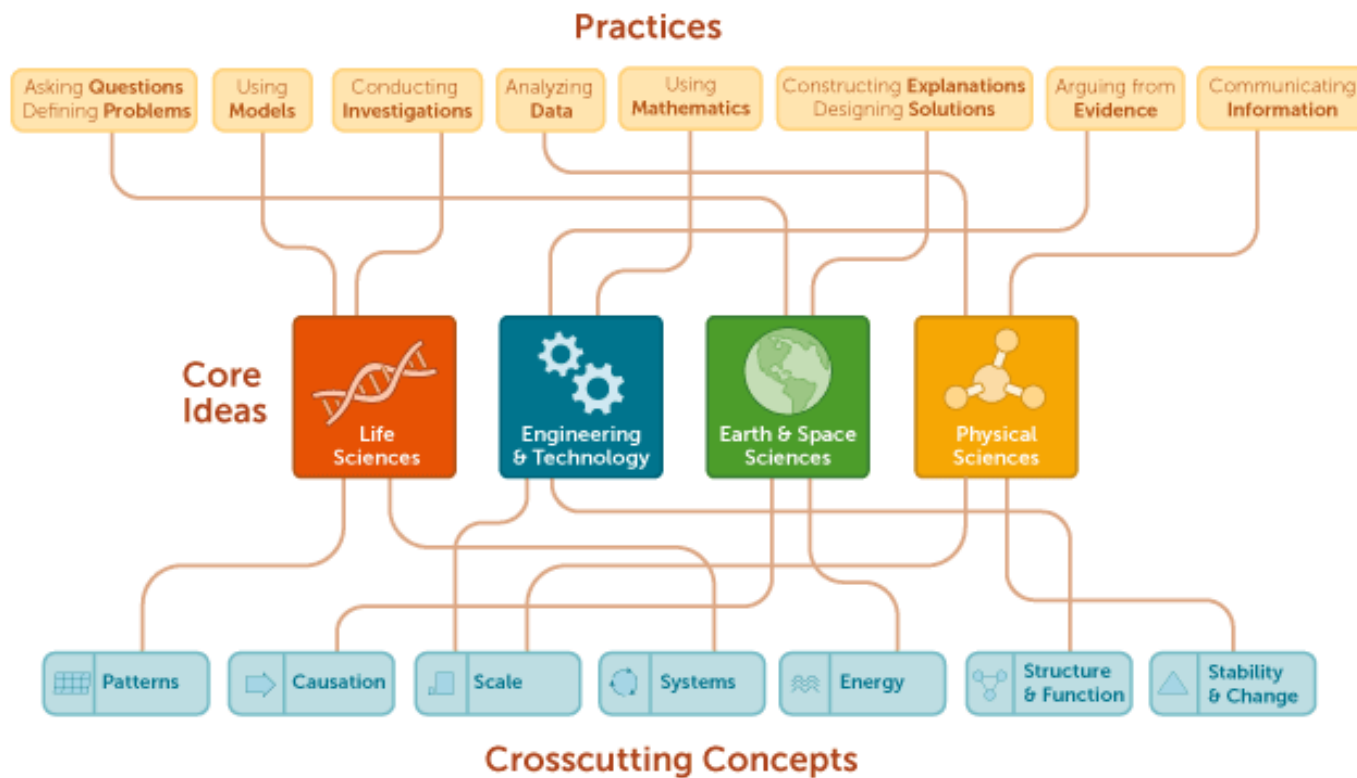 Practices
Asking Questions
Defining Problems
Using
Models
Conducting
Investigations
Analyzing
Data
Using
Mathematics
Constructing Explanations
Designing Solutions
Arguing from
Evidence
Communicating
Information
Core
Ideas
Life
Sciences
Engineering
& Technology
Earth & Space
Sciences
Physical
Sciences
Patterns
Causation
Scale
Systems
Energy
Structure
& Function
Stability
& Change
Crosscutting Concepts